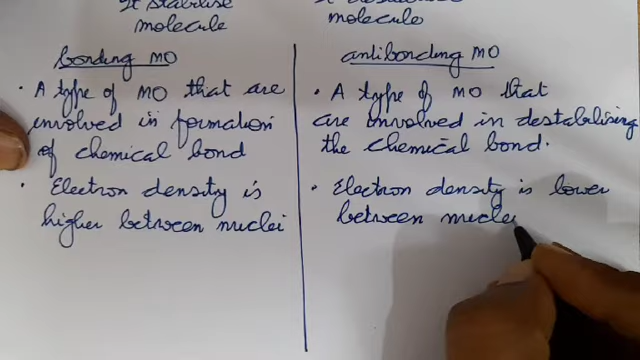 It stabilise
molecule
molecule
bonding MO
· A type of MO that are
involved in formation
of chemical bond
· Electron density is
higher between nuclei
antibonding MO
· A type of MO that
are involved in destabilising
the chemical bond.
· Electron density is lower
between nuclei